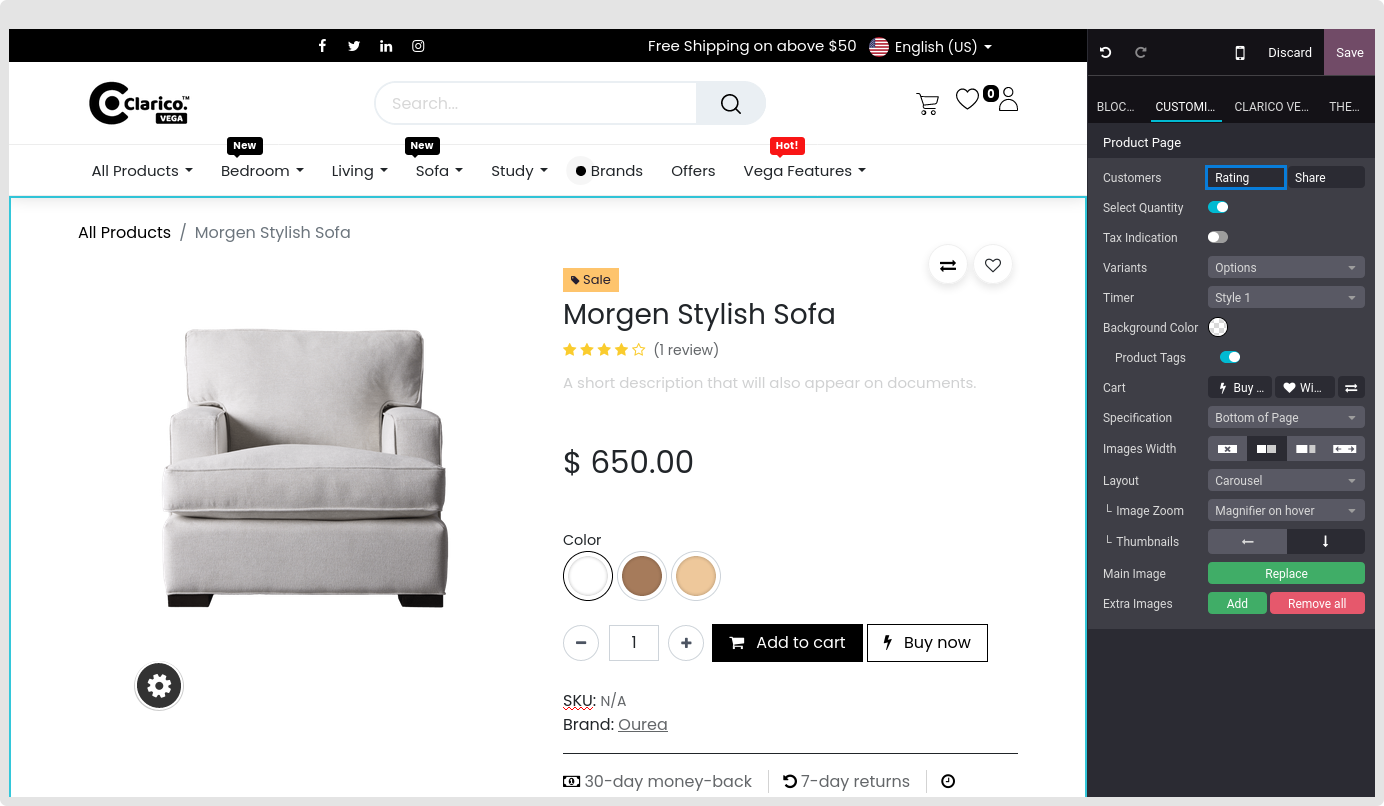 Free Shipping on above $50 English (US)
Discard Save
Clarico.™
VEGA
Search...
0
BLOC... CUSTOMI... CLARICO VE... THE...
New New Hot!
All Products Bedroom Living Sofa Study Brands Offers Vega Features
All Products / Morgen Stylish Sofa
Sale
Morgen Stylish Sofa
(1 review)
A short description that will also appear on documents.
$ 650.00
Color
1 Add to cart Buy now
SKU: N/A
Brand: Ourea
30-day money-back 7-day returns
Product Page
Customers Rating Share
Select Quantity
Tax Indication
Variants Options
Timer Style 1
Background Color
Product Tags
Cart Buy ... Wi...
Specification Bottom of Page
Images Width
Layout Carousel
└ Image Zoom Magnifier on hover
└ Thumbnails
Main Image Replace
Extra Images Add Remove all